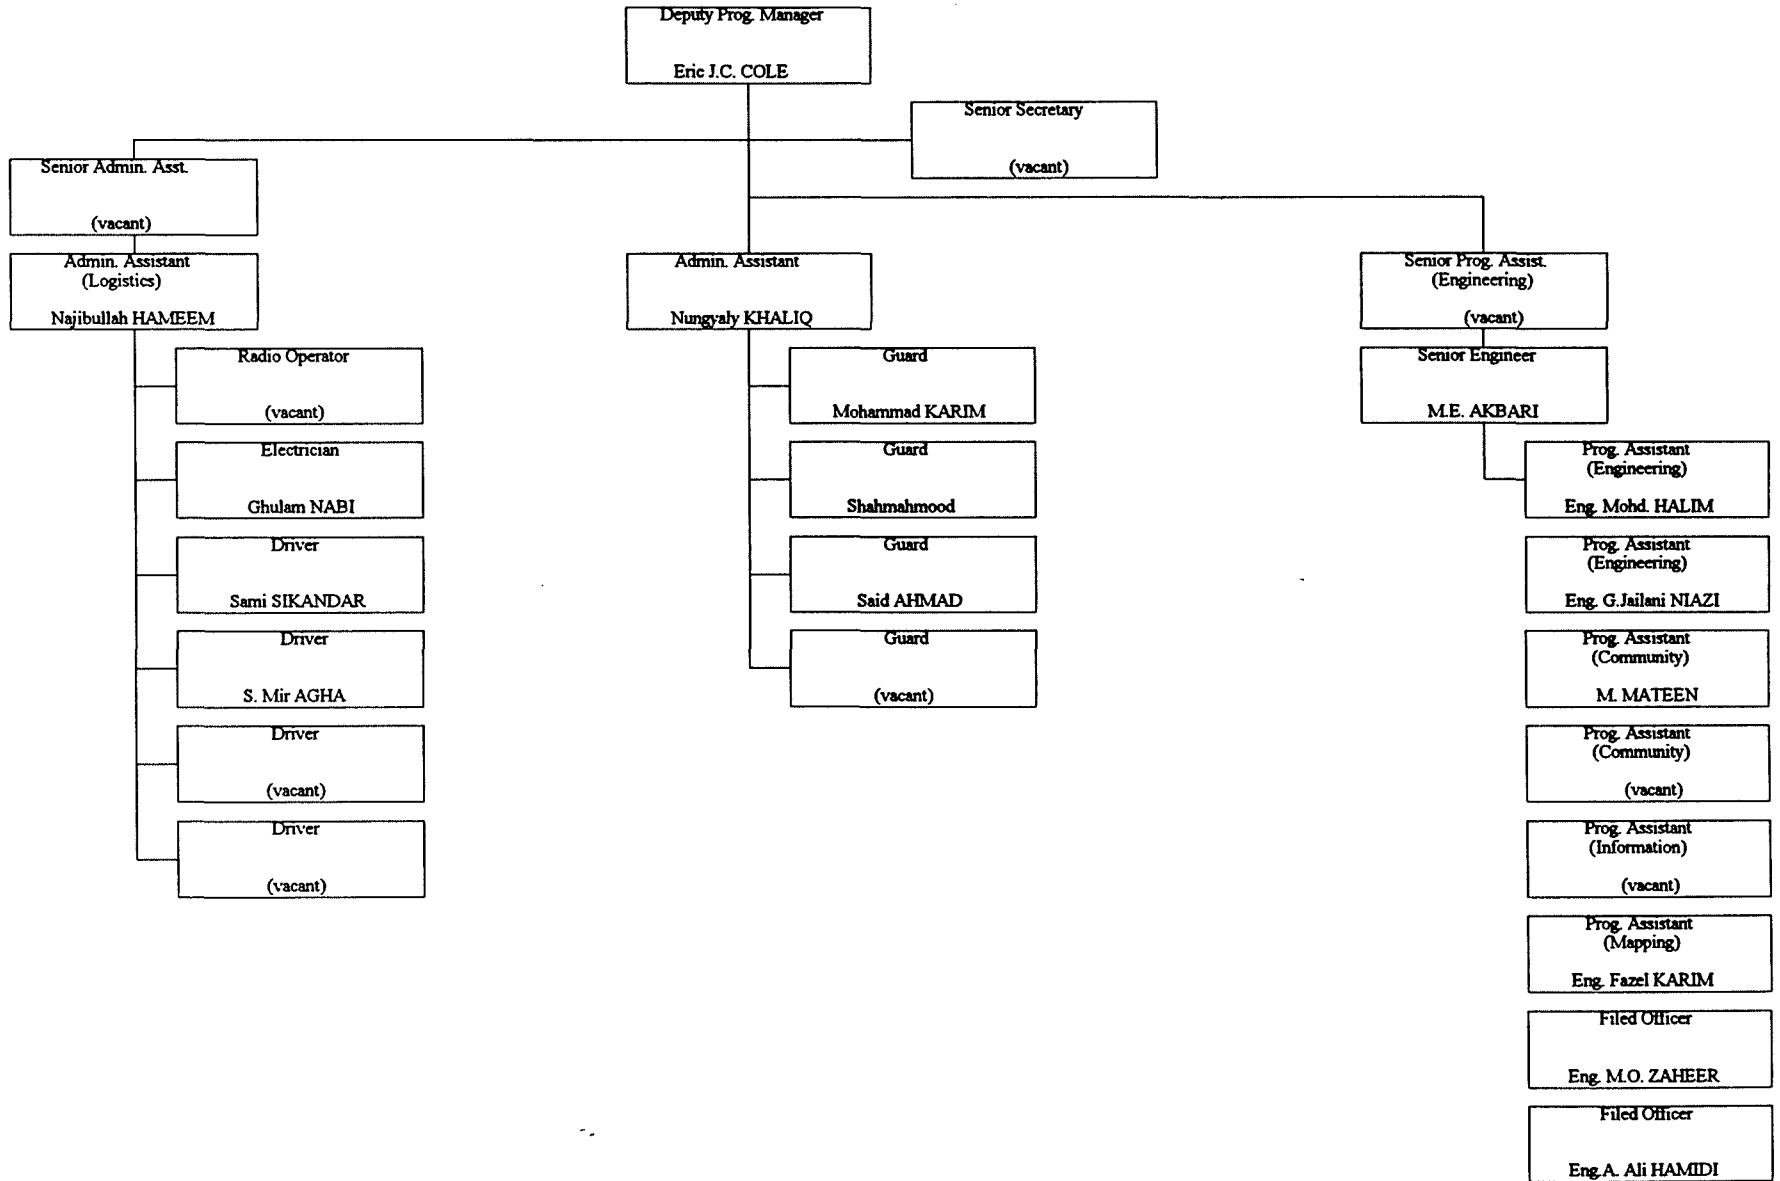 Deputy Prog. Manager
Eric J.C. COLE
Senior Secretary
(vacant)
Senior Admin. Asst.
(vacant)
Admin. Assistant
(Logistics)
Najibullah HAMEEM
Radio Operator
(vacant)
Electrician
Ghulam NABI
Driver
Sami SIKANDAR
Driver
S. Mir AGHA
Driver
(vacant)
Driver
(vacant)
Admin. Assistant
Nungyaly KHALIQ
Guard
Mohammad KARIM
Guard
Shahmahmood
Guard
Said AHMAD
Guard
(vacant)
Senior Prog. Assist.
(Engineering)
(vacant)
Senior Engineer
M.E. AKBARI
Prog. Assistant
(Engineering)
Eng. Mohd. HALIM
Prog. Assistant
(Engineering)
Eng. G.Jailani NIAZI
Prog. Assistant
(Community)
M. MATEEN
Prog. Assistant
(Community)
(vacant)
Prog. Assistant
(Information)
(vacant)
Prog. Assistant
(Mapping)
Eng. Fazel KARIM
Filed Officer
Eng. M.O. ZAHEER
Filed Officer
Eng.A. Ali HAMIDI